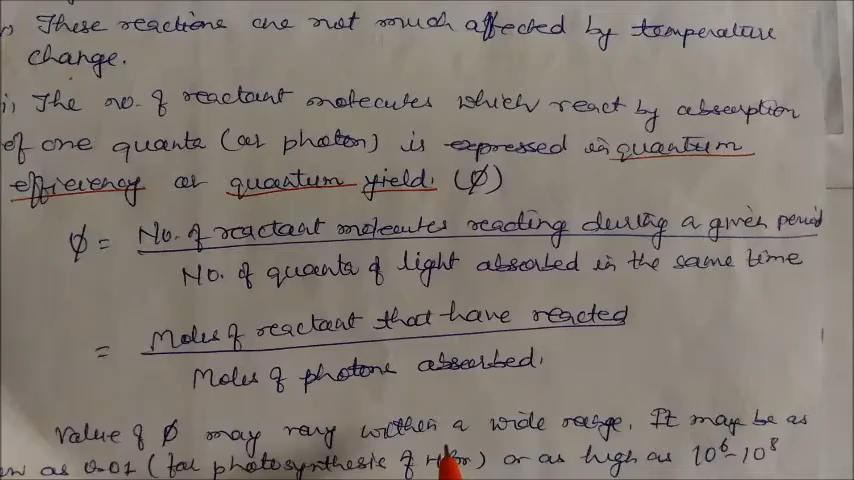 These reactions are not much affected by temperature
change.
i) The no. of reactant molecules which react by absorption
of one quanta (or photon) is expressed in quantum
efficiency or quantum yield. (ϕ)
ϕ = No. of reactant molecules reacting during a given period
No. of quanta of light absorbed in the same time
= Moles of reactant that have reacted
Moles of photons absorbed.
Value of ϕ may vary within a wide range. It may be as
as 0.01 (for photosynthesis of HBr) or as high as 10⁶-10⁸